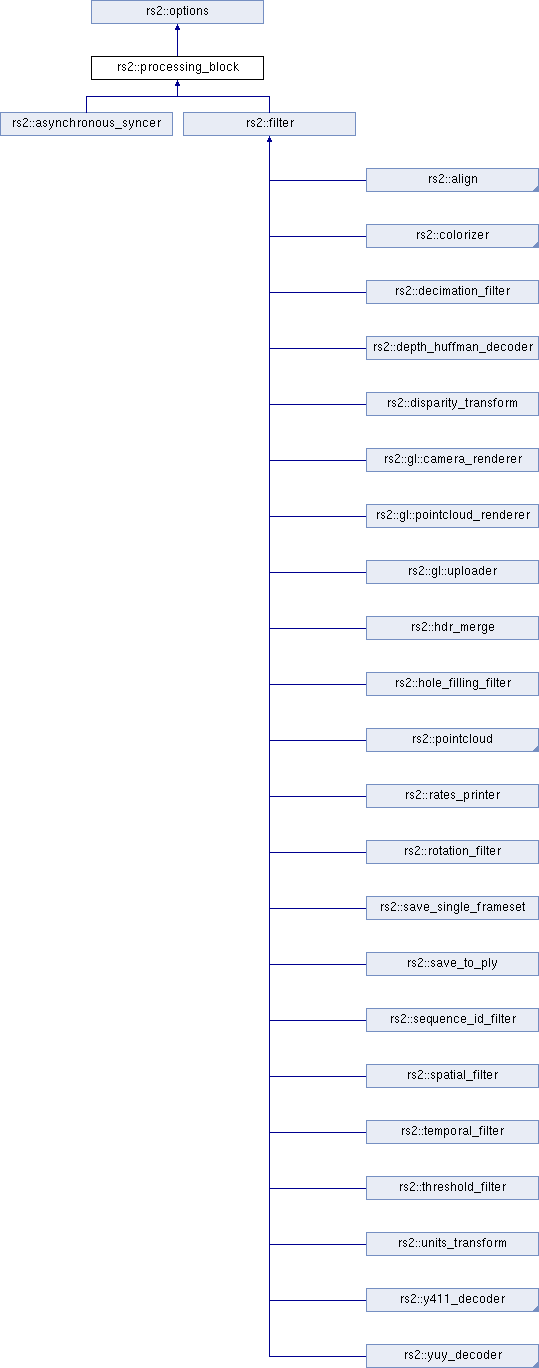 rs2::options
rs2::processing_block
rs2::asynchronous_syncer
rs2::filter
rs2::align
rs2::colorizer
rs2::decimation_filter
rs2::depth_huffman_decoder
rs2::disparity_transform
rs2::gl::camera_renderer
rs2::gl::pointcloud_renderer
rs2::gl::uploader
rs2::hdr_merge
rs2::hole_filling_filter
rs2::pointcloud
rs2::rates_printer
rs2::rotation_filter
rs2::save_single_frameset
rs2::save_to_ply
rs2::sequence_id_filter
rs2::spatial_filter
rs2::temporal_filter
rs2::threshold_filter
rs2::units_transform
rs2::y411_decoder
rs2::yuy_decoder